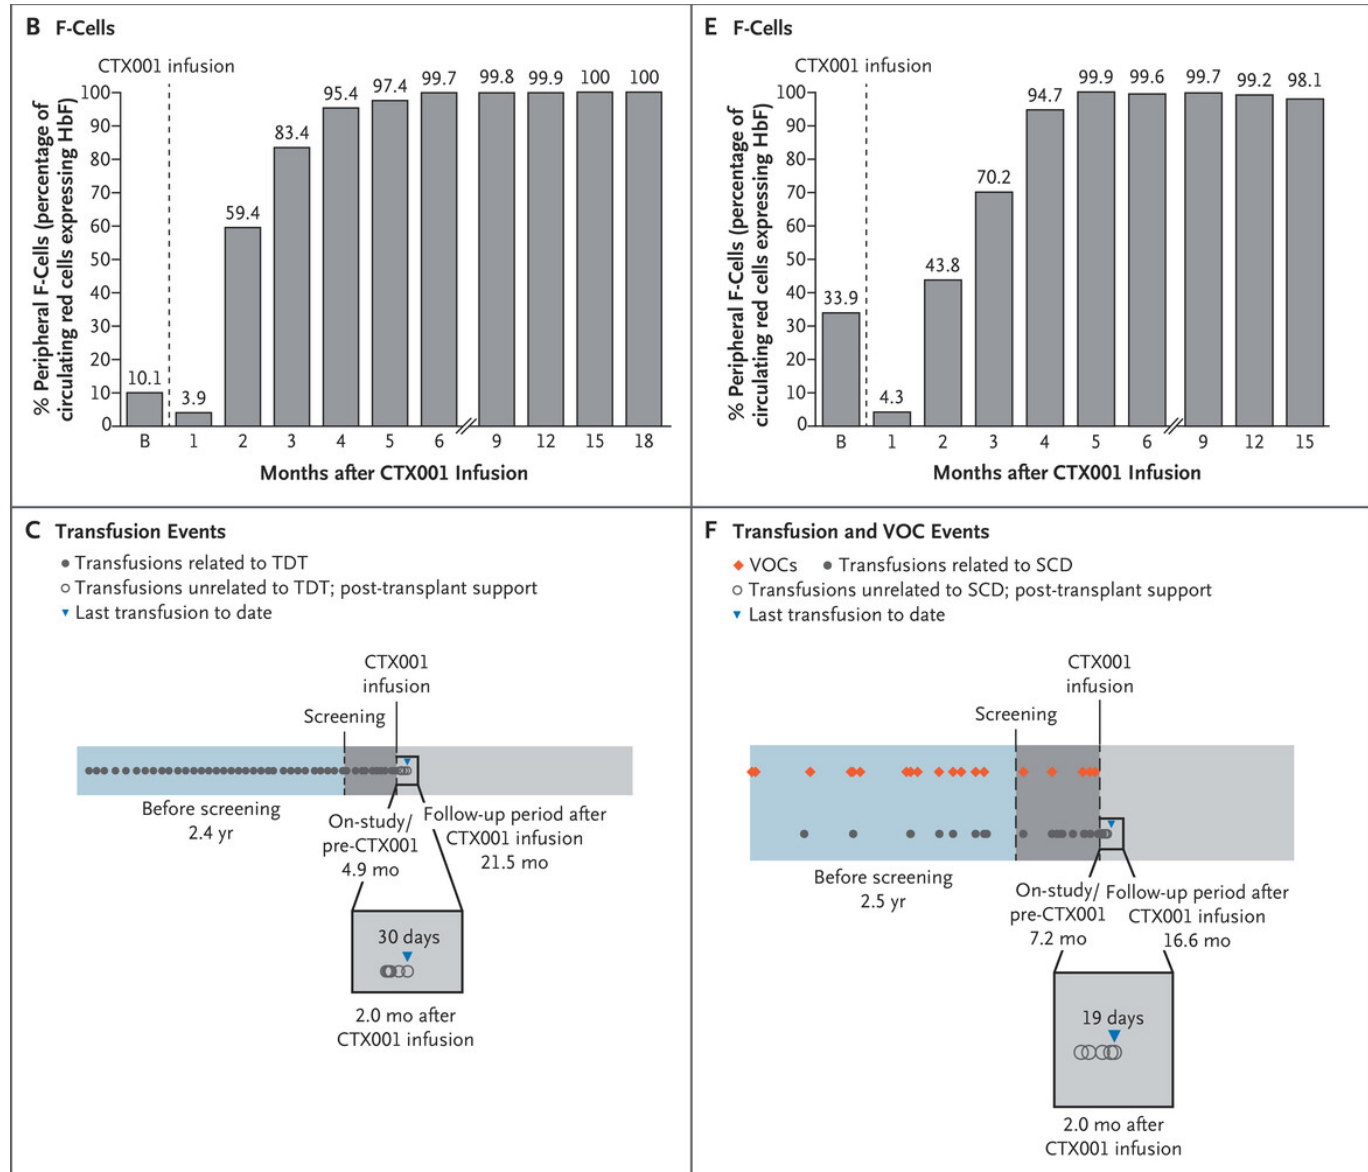 B F-Cells
CTX001 infusion
% Peripheral F-Cells (percentage of
circulating red cells expressing HbF)
100
90
80
70
60
50
40
30
20
10
0
10.1
3.9
59.4
83.4
95.4
97.4
99.7
99.8
99.9
100
100
B 1 2 3 4 5 6 9 12 15 18
Months after CTX001 Infusion
E F-Cells
CTX001 infusion
% Peripheral F-Cells (percentage of
circulating red cells expressing HbF)
100
90
80
70
60
50
40
30
20
10
0
33.9
4.3
43.8
70.2
94.7
99.9
99.6
99.7
99.2
98.1
B 1 2 3 4 5 6 9 12 15
Months after CTX001 Infusion
C Transfusion Events
Transfusions related to TDT
Transfusions unrelated to TDT; post-transplant support
Last transfusion to date
CTX001
infusion
Screening
Before screening
2.4 yr
On-study/
pre-CTX001
4.9 mo
Follow-up period after
CTX001 infusion
21.5 mo
30 days
2.0 mo after
CTX001 infusion
F Transfusion and VOC Events
VOCs Transfusions related to SCD
Transfusions unrelated to SCD; post-transplant support
Last transfusion to date
CTX001
infusion
Screening
Before screening
2.5 yr
On-study/
pre-CTX001
7.2 mo
Follow-up period after
CTX001 infusion
16.6 mo
19 days
2.0 mo after
CTX001 infusion